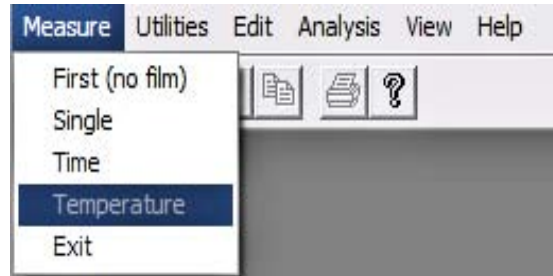 Measure Utilities Edit Analysis View Help
First (no film)
Single
Time
Temperature
Exit